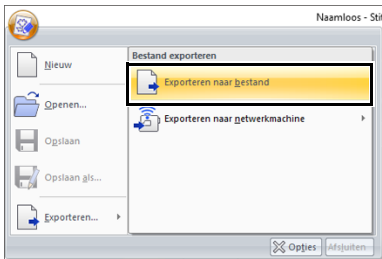 Naamloos - Sti
Bestand exporteren
Nieuw
Exporteren naar bestand
Openen...
Exporteren naar netwerkmachine
Opslaan
Opslaan als...
Exporteren...
Opties
Afsluiten